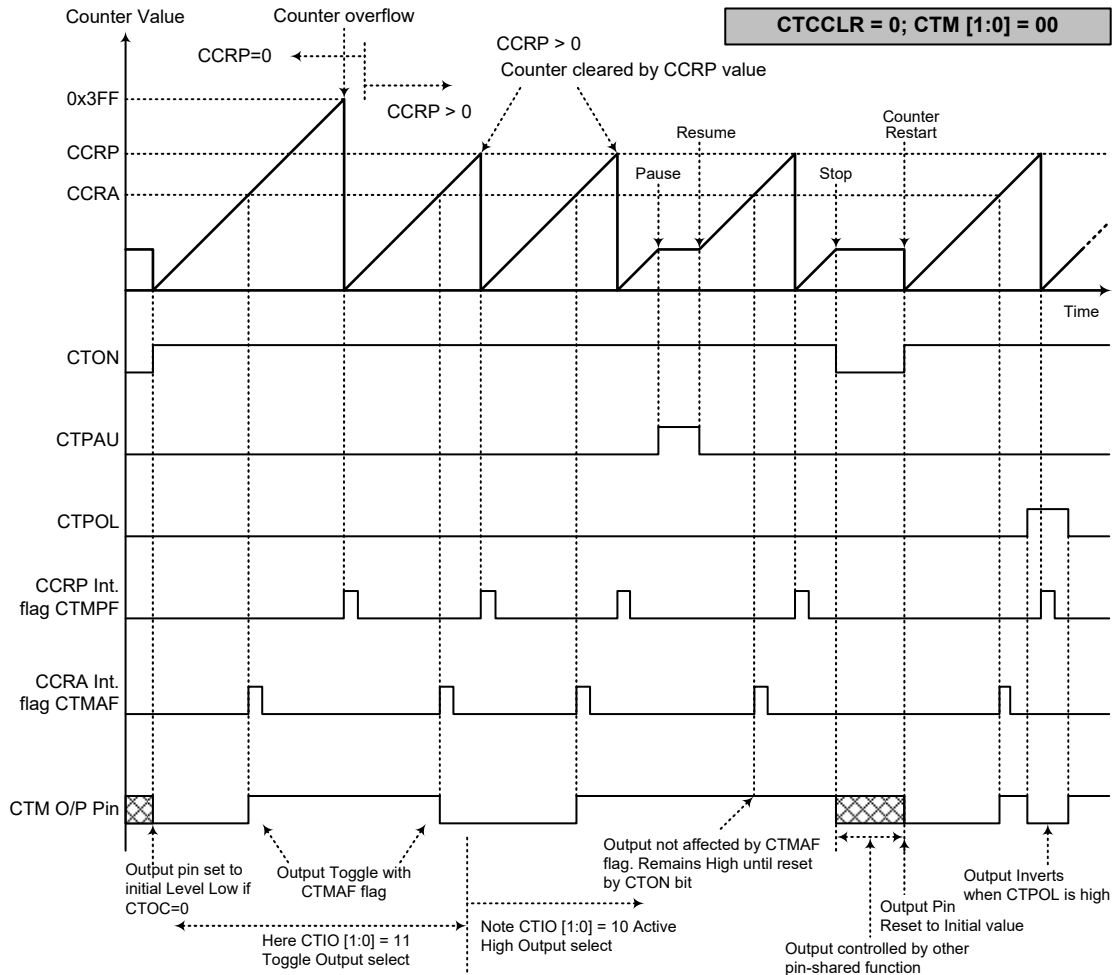 Counter Value
Counter overflow
CTCCLR = 0; CTM [1:0] = 00
CCRP=0
CCRP > 0
CCRP > 0
Counter cleared by CCRP value
0x3FF
CCRP
CCRA
Pause
Resume
Stop
Counter
Restart
Time
CTON
CTPAU
CTPOL
CCRP Int.
flag CTMPF
CCRA Int.
flag CTMAF
CTM O/P Pin
Output pin set to
initial Level Low if
CTOC=0
Output Toggle with
CTMAF flag
Here CTIO [1:0] = 11
Toggle Output select
Note CTIO [1:0] = 10 Active
High Output select
Output not affected by CTMAF
flag. Remains High until reset
by CTON bit
Output controlled by other
pin-shared function
Output Pin
Reset to Initial value
Output Inverts
when CTPOL is high